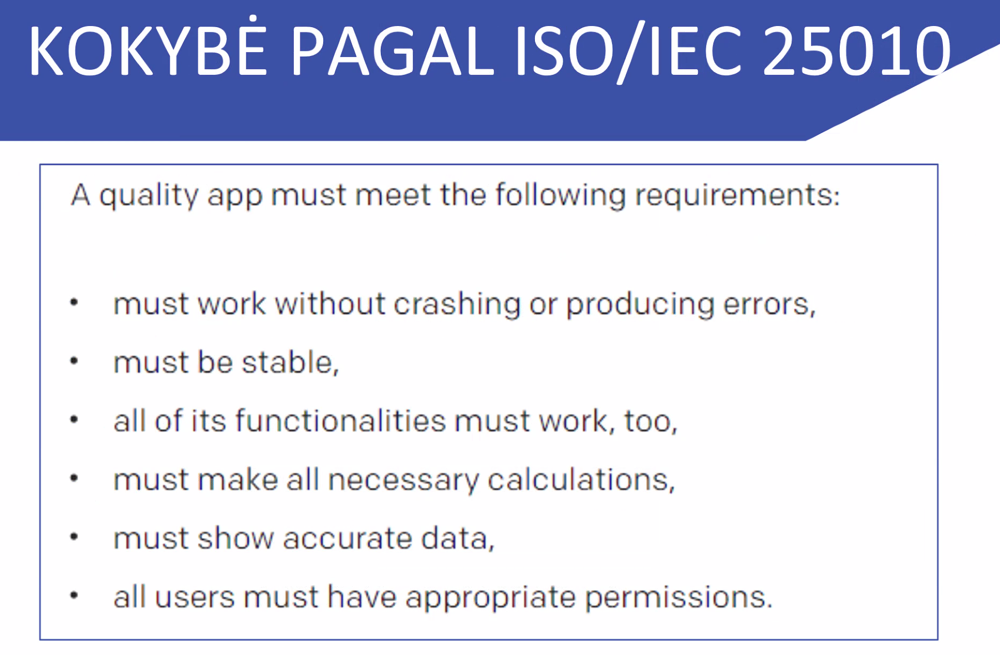 KOKYBĖ PAGAL ISO/IEC 25010
A quality app must meet the following requirements:
• must work without crashing or producing errors,
• must be stable,
• all of its functionalities must work, too,
• must make all necessary calculations,
• must show accurate data,
• all users must have appropriate permissions.